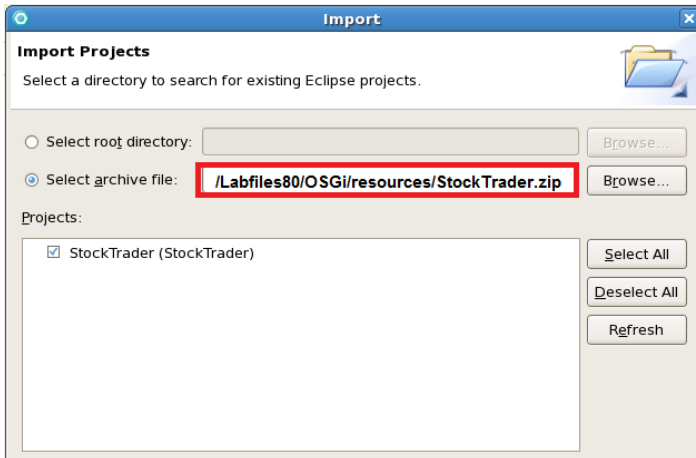 Import
Import Projects
Select a directory to search for existing Eclipse projects.
Select root directory:
Browse...
Select archive file:
/Labfiles80/OSGi/resources/StockTrader.zip
Browse...
Projects:
StockTrader (StockTrader)
Select All
Deselect All
Refresh